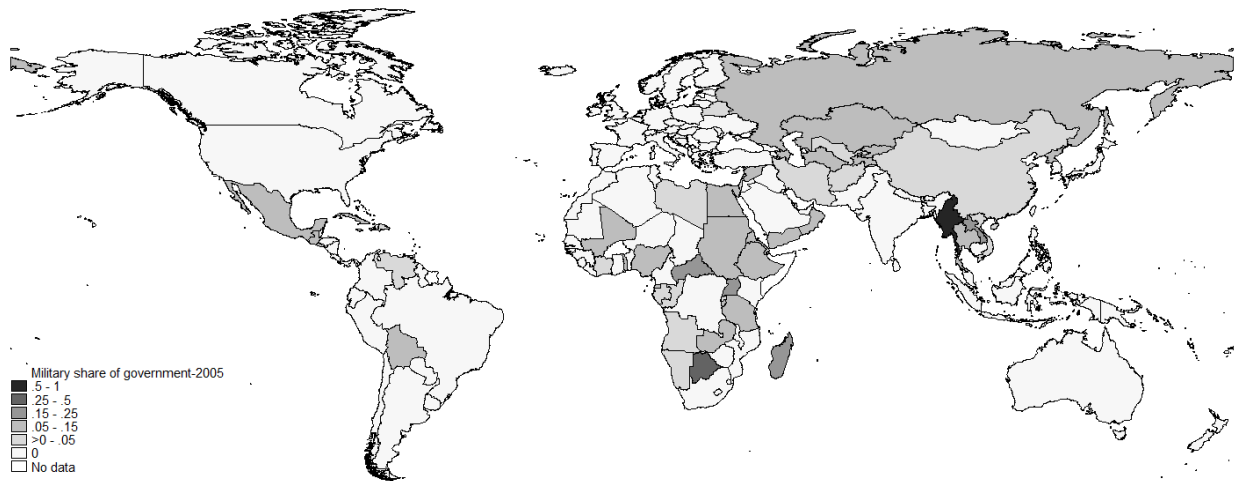 Military share of government-2005
.5 - 1
.25 - .5
.15 - .25
.05 - .15
>0 - .05
0
No data